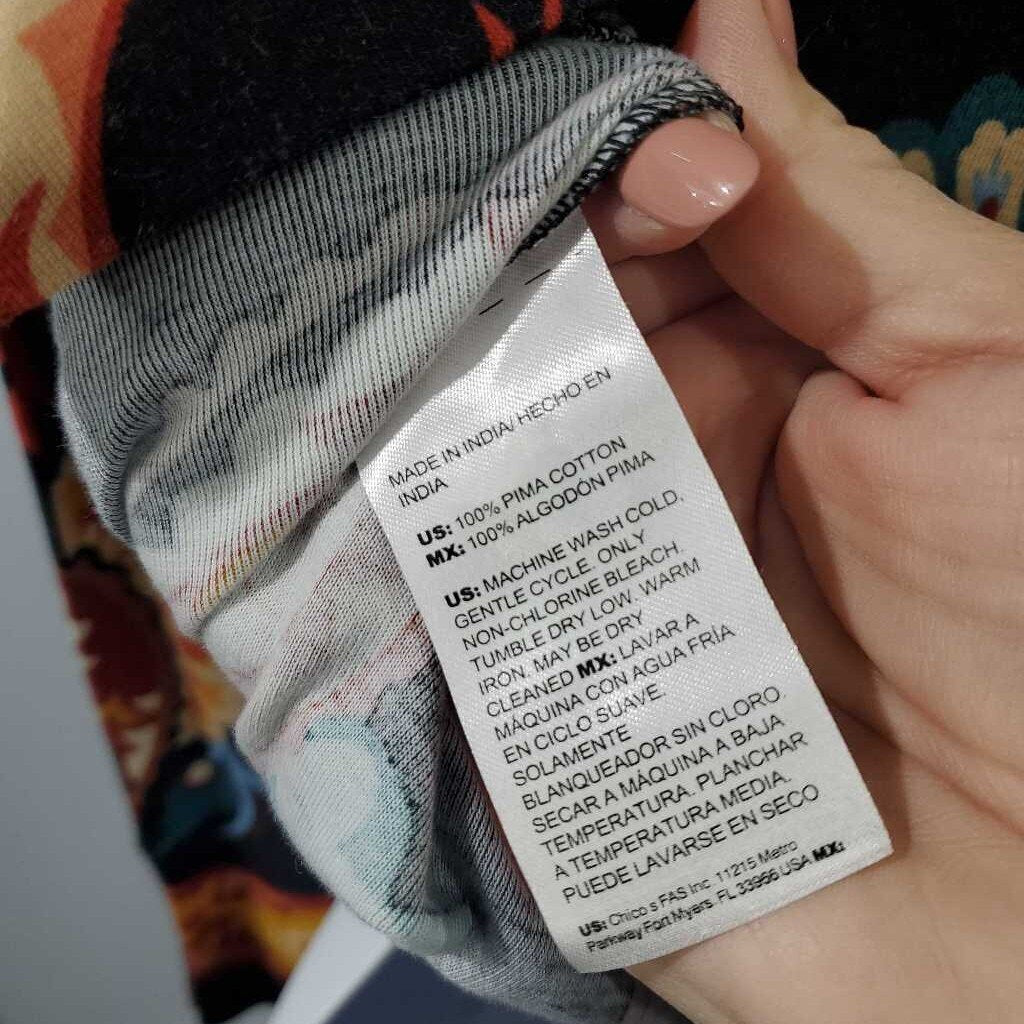 MADE IN INDIA/ HECHO EN
INDIA
US: 100% PIMA COTTON
MX: 100% ALGODÓN PIMA
US: MACHINE WASH COLD,
GENTLE CYCLE. ONLY
NON-CHLORINE BLEACH.
TUMBLE DRY LOW. WARM
IRON. MAY BE DRY
CLEANED MX: LAVAR A
MÁQUINA CON AGUA FRÍA
EN CICLO SUAVE.
SOLAMENTE
BLANQUEADOR SIN CLORO.
SECAR A MÁQUINA A BAJA
TEMPERATURA. PLANCHAR
A TEMPERATURA MEDIA.
PUEDE LAVARSE EN SECO
US: Chico s FAS Inc. 11215 Metro
Parkway Fort Myers. FL 33966 USA MX: